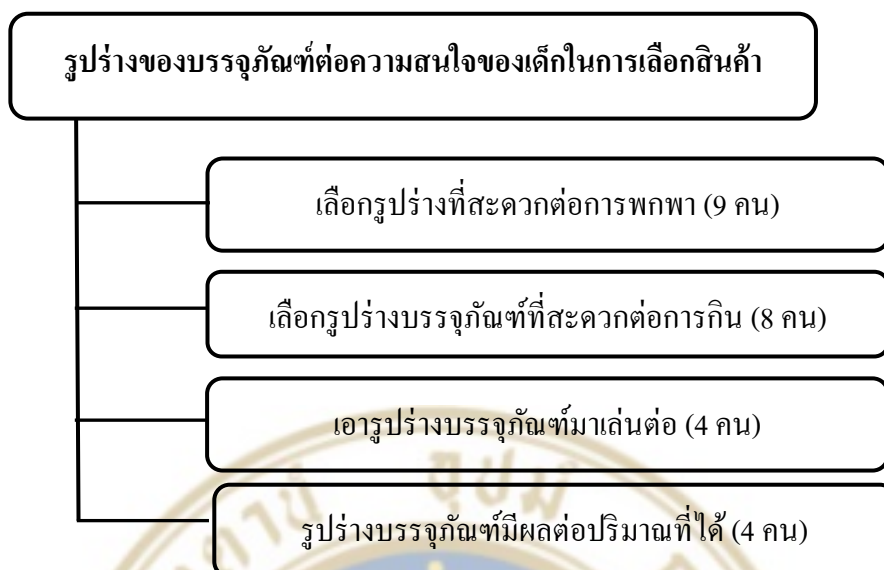 รูปร่างของบรรจุภัณฑ์ต่อความสนใจของเด็กในการเลือกสินค้า
เลือกรูปร่างที่สะดวกต่อการพกพา (9 คน)
เลือกรูปร่างบรรจุภัณฑ์ที่สะดวกต่อการกิน (8 คน)
เอารูปร่างบรรจุภัณฑ์มาเล่นต่อ (4 คน)
รูปร่างบรรจุภัณฑ์มีผลต่อปริมาณที่ได้ (4 คน)